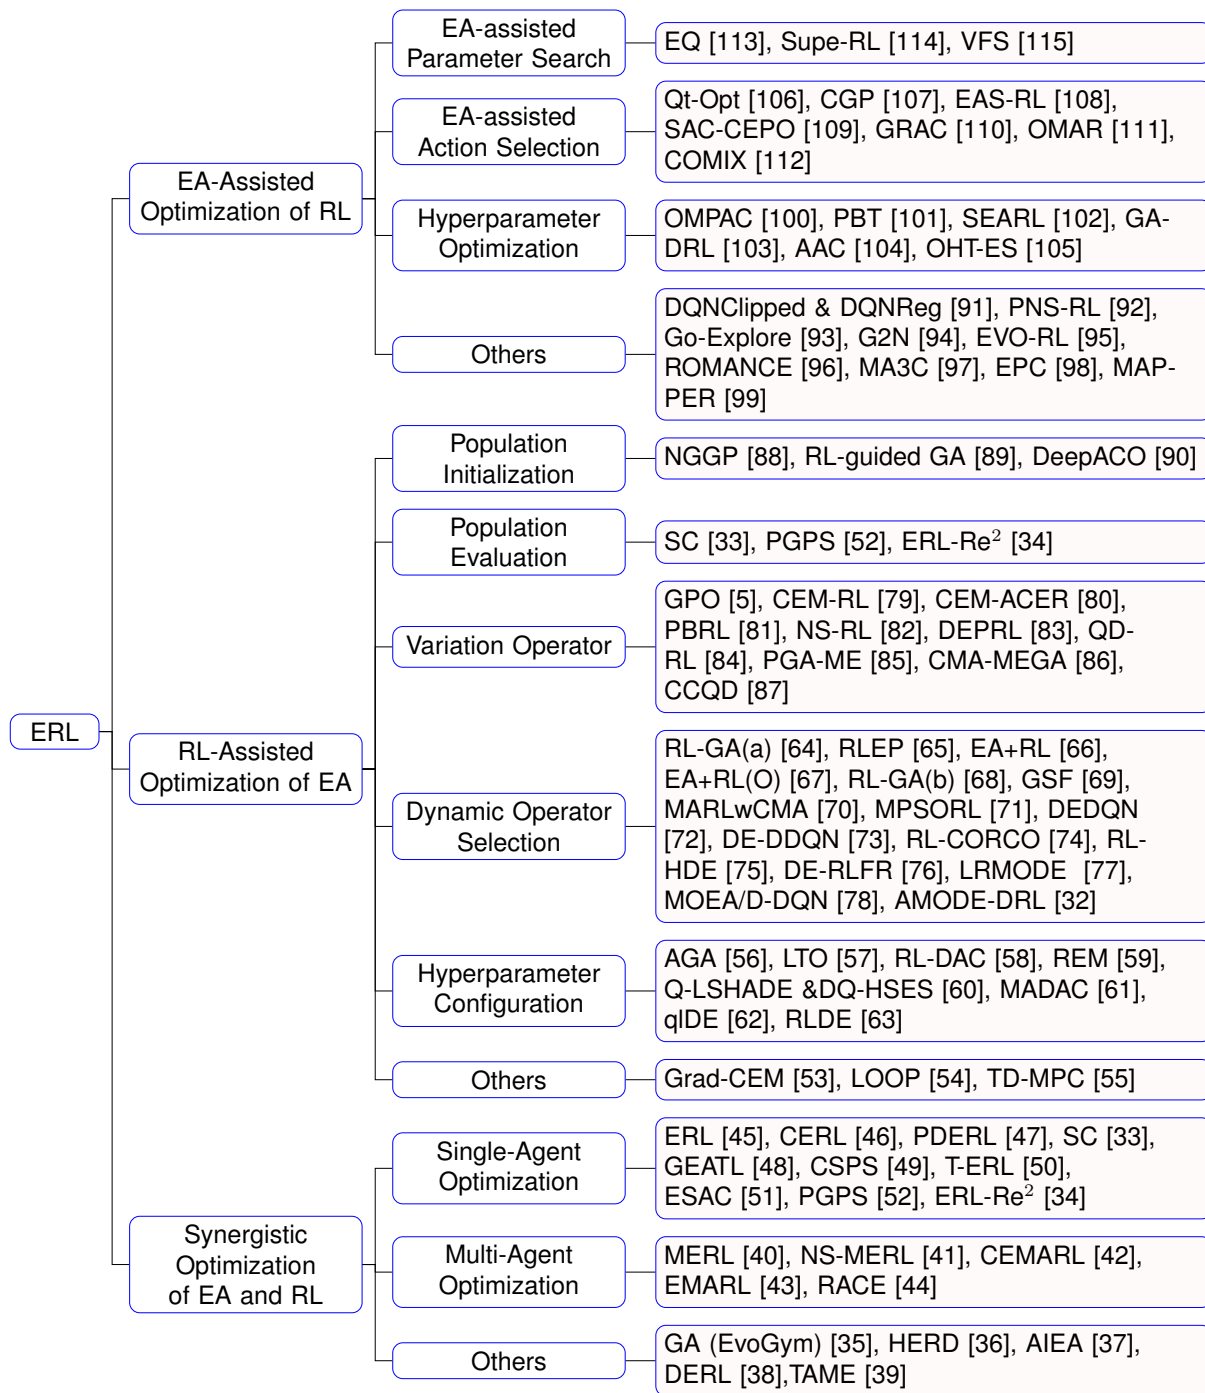 ERL
EA-Assisted
Optimization of RL
EA-assisted
Parameter Search
EQ [113], Supe-RL [114], VFS [115]
EA-assisted
Action Selection
Qt-Opt [106], CGP [107], EAS-RL [108],
SAC-CEPO [109], GRAC [110], OMAR [111],
COMIX [112]
Hyperparameter
Optimization
OMPAC [100], PBT [101], SEARL [102], GA-
DRL [103], AAC [104], OHT-ES [105]
Others
DQNClipped & DQNReg [91], PNS-RL [92],
Go-Explore [93], G2N [94], EVO-RL [95],
ROMANCE [96], MA3C [97], EPC [98], MAP-
PER [99]
RL-Assisted
Optimization of EA
Population
Initialization
NGGP [88], RL-guided GA [89], DeepACO [90]
Population
Evaluation
SC [33], PGPS [52], ERL-Re² [34]
Variation Operator
GPO [5], CEM-RL [79], CEM-ACER [80],
PBRL [81], NS-RL [82], DEPRL [83], QD-
RL [84], PGA-ME [85], CMA-MEGA [86],
CCQD [87]
Dynamic Operator
Selection
RL-GA(a) [64], RLEP [65], EA+RL [66],
EA+RL(O) [67], RL-GA(b) [68], GSF [69],
MARLwCMA [70], MPSORL [71], DEDQN
[72], DE-DDQN [73], RL-CORCO [74], RL-
HDE [75], DE-RLFR [76], LRMODE [77],
MOEA/D-DQN [78], AMODE-DRL [32]
Hyperparameter
Configuration
AGA [56], LTO [57], RL-DAC [58], REM [59],
Q-LSHADE &DQ-HSES [60], MADAC [61],
qlDE [62], RLDE [63]
Others
Grad-CEM [53], LOOP [54], TD-MPC [55]
Synergistic
Optimization
of EA and RL
Single-Agent
Optimization
ERL [45], CERL [46], PDERL [47], SC [33],
GEATL [48], CSPS [49], T-ERL [50],
ESAC [51], PGPS [52], ERL-Re² [34]
Multi-Agent
Optimization
MERL [40], NS-MERL [41], CEMARL [42],
EMARL [43], RACE [44]
Others
GA (EvoGym) [35], HERD [36], AIEA [37],
DERL [38],TAME [39]